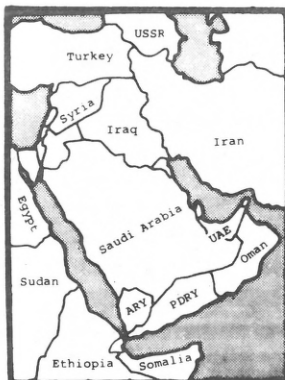 USSR
Turkey
Syria
Iraq
Iran
Egypt
Saudi Arabia
UAE
Oman
Sudan
ARY
PDRY
Ethiopia
Somalia